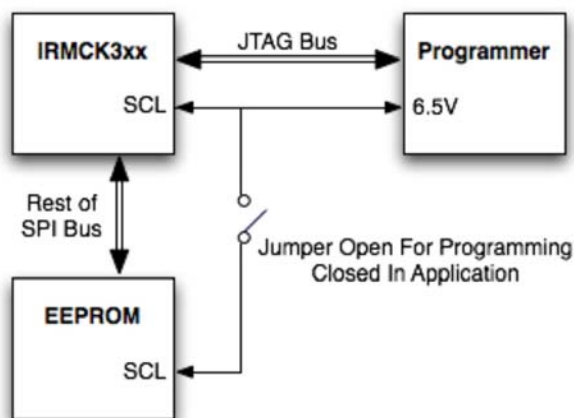 IRMCK3xx
JTAG Bus
Programmer
SCL
6.5V
Rest of
SPI Bus
Jumper Open For Programming
Closed In Application
EEPROM
SCL